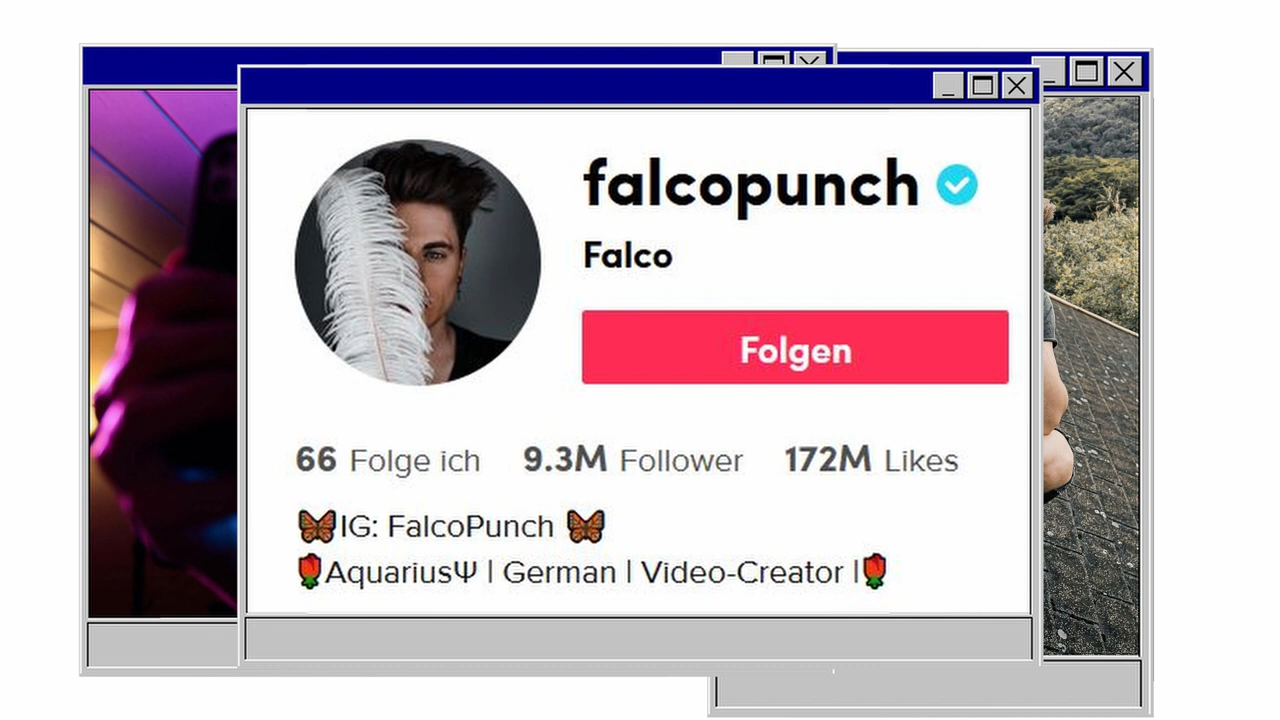 falcopunch
Falco
Folgen
66 Folge ich 9.3M Follower 172M Likes
🦋IG: FalcoPunch 🦋
🌹AquariusΨ | German | Video-Creator |🌹